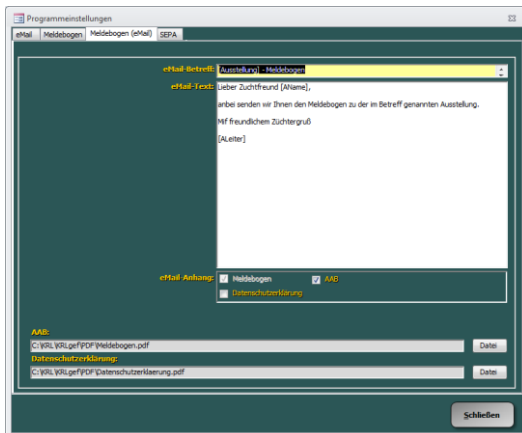 Programmeinstellungen
eMail Meldebogen Meldebogen (eMail) SEPA
eMail-Betreff: [Ausstellung] - Meldebogen
eMail-Text: Lieber Zuchtfreund [AName],
anbei senden wir Ihnen den Meldebogen zu der im Betreff genannten Ausstellung.
Mif freundlichem Züchtergruß
[ALeiter]
eMail-Anhang: Meldebogen AAB
Datenschutzerklärung
AAB:
C:\KRL\KRLgef\PDF\Meldebogen.pdf Datei
Datenschutzerklärung:
C:\KRL\KRLgef\PDF\Datenschutzerklaerung.pdf Datei
Schließen